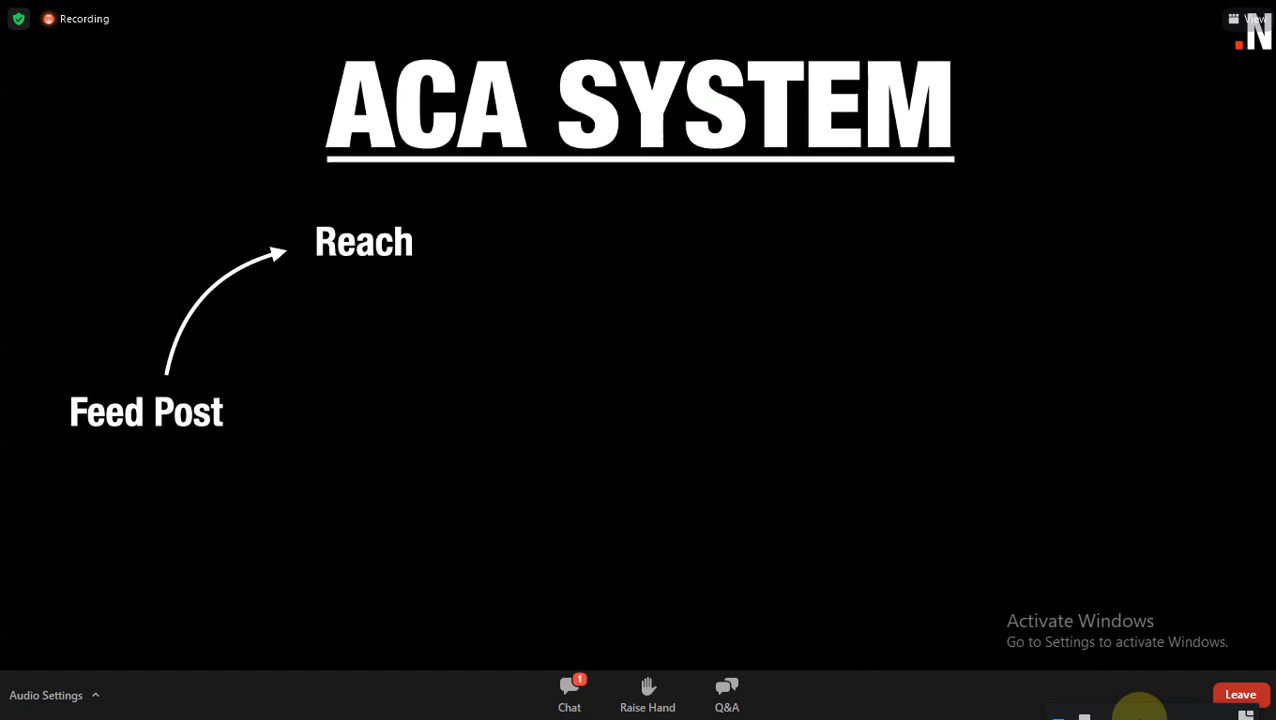 Recording
View
.N
ACA SYSTEM
Reach
Feed Post
Activate Windows
Go to Settings to activate Windows.
Audio Settings
1
Chat
Raise Hand
Q&A
Leave